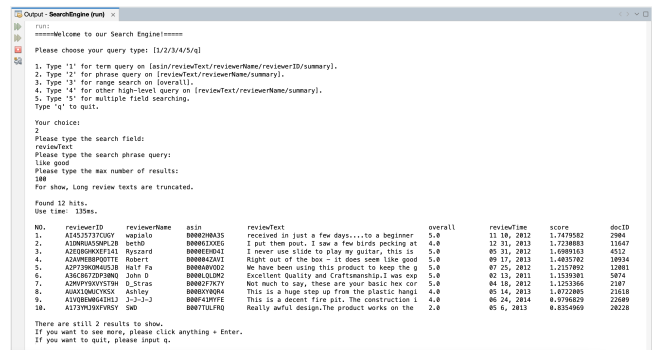 Output - SearchEngine (run) ×
run:
=====Welcome to our Search Engine!=====
Please choose your query type: [1/2/3/4/5/q]
1. Type '1' for term query on [asin/reviewText/reviewerName/reviewerID/summary].
2. Type '2' for phrase query on [reviewText/reviewerName/summary].
3. Type '3' for range search on [overall].
4. Type '4' for other high-level query on [reviewText/reviewerName/summary].
5. Type '5' for multiple field searching.
Type 'q' to quit.
Your choice:
2
Please type the search field:
reviewText
Please type the search phrase query:
like good
Please type the max number of results:
100
For show, Long review texts are truncated.
Found 12 hits.
Use time: 135ms.
NO. reviewerID reviewerName asin reviewText overall reviewTime score docID
1. AI45J5737CUGY wapialo B0002H0A3S received in just a few days....to a beginner 5.0 11 10, 2012 1.7479582 2904
2. A1DNRUA5SNPL2B bethD B0006IXXEG I put them pout. I saw a few birds pecking at 4.0 12 31, 2013 1.7230883 11647
3. A2EQ8GHKXEF141 Ryszard B000EEHD4I I never use slide to play my guitar, this is 5.0 05 31, 2012 1.6989163 4512
4. A2AVMEB8PQOTTE Robert B00004ZAVI Right out of the box - it does seem like good 5.0 09 17, 2013 1.4035702 10934
5. A2P739KOM4U5JB Half Fa B000A0VOD2 We have been using this product to keep the g 5.0 07 25, 2012 1.2157092 12081
6. A36C867ZDP30NQ John D B000LQLDM2 Excellent Quality and Craftsmanship.I was exp 5.0 02 13, 2011 1.1539301 5074
7. A2MVPY9XVYST9H D_Stras B0002F7K7Y Not much to say, these are your basic hex cor 5.0 04 18, 2012 1.1253366 2107
8. AUAX1QWUCYKSX Ashley B00BXY0QR4 This is a huge step up from the plastic hangi 4.0 05 14, 2013 1.0722005 21618
9. A1VQBEW0G4IH1J J-J-J-J B00F41MYFE This is a decent fire pit. The construction i 4.0 06 24, 2014 0.9796829 22609
10. A173YMJ9XFVRSY SWD B007TULFRQ Really awful design.The product works on the 2.0 05 6, 2013 0.8354969 20228
There are still 2 results to show.
If you want to see more, please click anything + Enter.
If you want to quit, please input q.